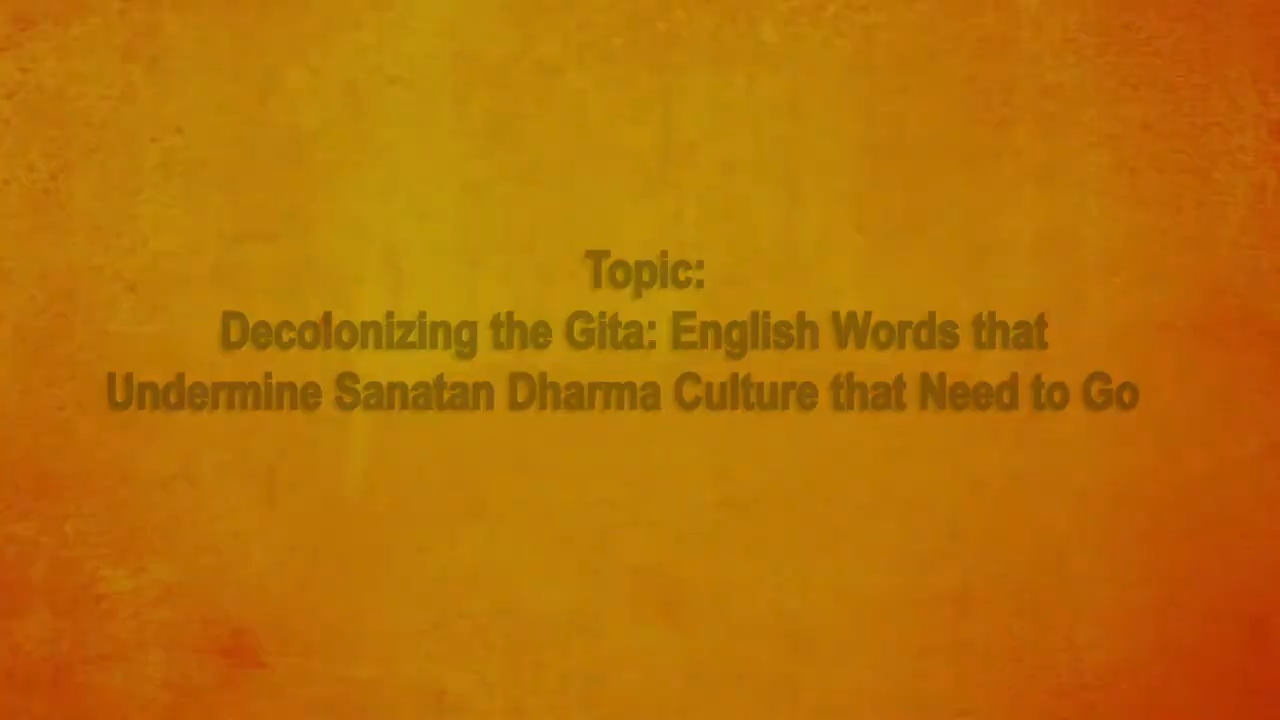 Topic:
Decolonizing the Gita: English Words that
Undermine Sanatan Dharma Culture that Need to Go